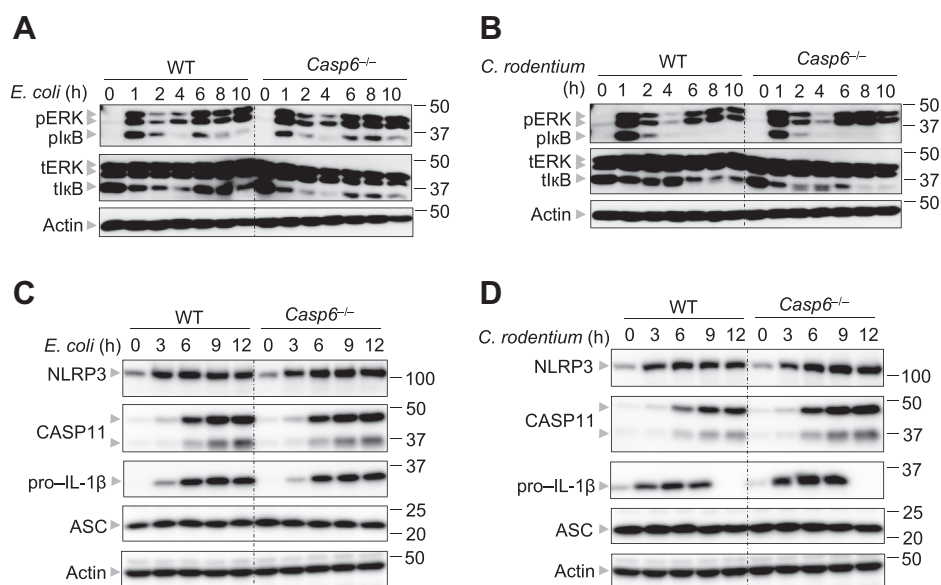 A
WT Casp6–/–
E. coli (h) 0 1 2 4 6 8 10 0 1 2 4 6 8 10
pERK 50
pIκB 37
tERK 50
tIκB 37
Actin 50
B
C. rodentium WT Casp6–/–
(h) 0 1 2 4 6 8 10 0 1 2 4 6 8 10
pERK 50
pIκB 37
tERK 50
tIκB 37
Actin 50
C
WT Casp6–/–
E. coli (h) 0 3 6 9 12 0 3 6 9 12
NLRP3 100
CASP11 50
37
pro–IL-1β 37
ASC 25
20
Actin 50
D
WT Casp6–/–
C. rodentium (h) 0 3 6 9 12 0 3 6 9 12
NLRP3 100
CASP11 50
37
pro–IL-1β 37
ASC 25
20
Actin 50